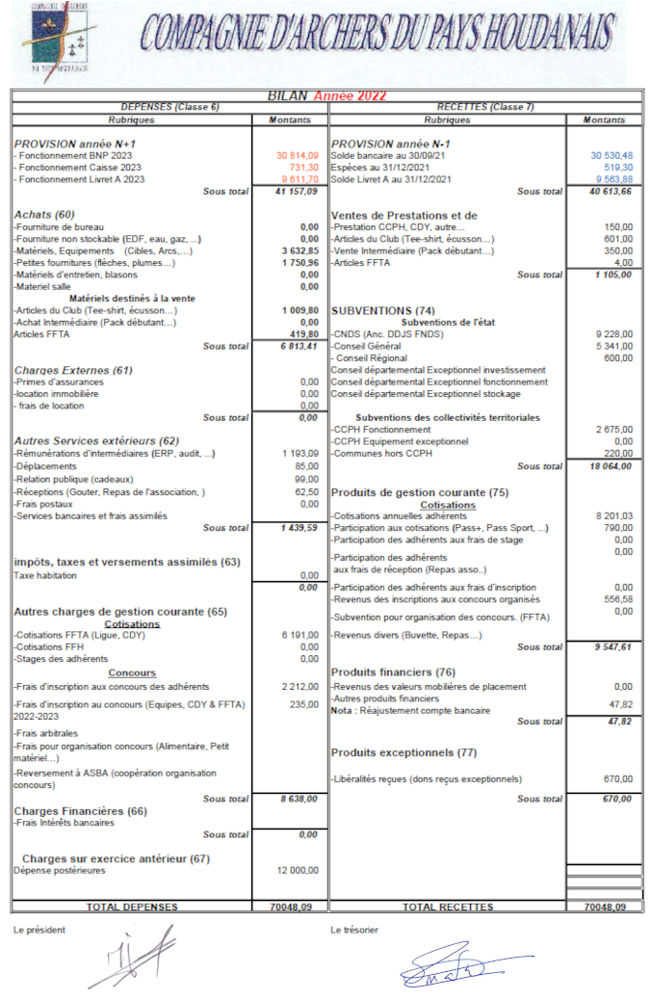 COMPAGNIE D'ARCHERS
DU PAYS HOUDANAIS
COMPAGNIE D'ARCHERS DU PAYS HOUDANAIS
BILAN Année 2022
DEPENSES (Classe 6) RECETTES (Classe 7)
Rubriques Montants Rubriques Montants
PROVISION année N+1 PROVISION année N-1
- Fonctionnement BNP 2023 30 814,09 Solde bancaire au 30/09/21 30 530,48
- Fonctionnement Caisse 2023 731,30 Espèces au 31/12/2021 519,30
- Fonctionnement Livret A 2023 9 611,70 Solde Livret A au 31/12/2021 9 563,88
Sous total 41 157,09 Sous total 40 613,66
Achats (60) Ventes de Prestations et de
-Fourniture de bureau 0,00 -Prestation CCPH, CDY, autre... 150,00
-Fourniture non stockable (EDF, eau, gaz, ...) 0,00 -Articles du Club (Tee-shirt, écusson...) 601,00
-Matériels, Equipements (Cibles, Arcs,...) 3 632,85 -Vente Intermédiaire (Pack débutant...) 350,00
-Petites fournitures (flèches, plumes...) 1 750,96 -Articles FFTA 4,00
-Matériels d'entretien, blasons 0,00 Sous total 1 105,00
-Materiel salle 0,00
Matériels destinés à la vente
-Articles du Club (Tee-shirt, écusson...) 1 009,80 SUBVENTIONS (74)
-Achat Intermédiaire (Pack débutant...) 0,00 Subventions de l'état
Articles FFTA 419,80 -CNDS (Anc. DDJS FNDS) 9 228,00
Sous total 6 813,41 -Conseil Général 5 341,00
- Conseil Régional 600,00
Charges Externes (61) Conseil départemental Exceptionnel investissement
-Primes d'assurances 0,00 Conseil départemental Exceptionnel fonctionnement
-location immobilière 0,00 Conseil départemental Exceptionnel stockage
- frais de location 0,00
Sous total 0,00 Subventions des collectivités territoriales
-CCPH Fonctionement 2 675,00
Autres Services extérieurs (62) -CCPH Equipement exceptionnel 0,00
-Rémunérations d'intermédiaires (ERP, audit, ...) 1 193,09 -Communes hors CCPH 220,00
-Déplacements 85,00 Sous total 18 064,00
-Relation publique (cadeaux) 99,00
-Réceptions (Gouter, Repas de l'association, ) 62,50 Produits de gestion courante (75)
-Frais postaux 0,00 Cotisations
-Services bancaires et frais assimilés -Cotisations annuelles adhérents 8 201,03
Sous total 1 439,59 -Participation aux cotisations (Pass+, Pass Sport, ...) 790,00
-Participation des adhérents aux frais de stage 0,00
impôts, taxes et versements assimilés (63) -Participation des adhérents 0,00
Taxe habitation 0,00 aux frais de réception (Repas asso..)
0,00 -Participation des adhérents aux frais d'inscription 0,00
-Revenus des inscriptions aux concours organisés 556,58
Autres charges de gestion courante (65) -Subvention pour organisation des concours. (FFTA) 0,00
Cotisations
-Cotisations FFTA (Ligue, CDY) 6 191,00 -Revenus divers (Buvette, Repas...)
-Cotisations FFH 0,00 Sous total 9 547,61
-Stages des adhérents 0,00
Concours Produits financiers (76)
-Frais d'inscription aux concours des adhérents 2 212,00 -Revenus des valeurs mobilières de placement 0,00
-Autres produits financiers 47,82
-Frais d'inscription au concours (Equipes, CDY & FFTA) 235,00 Nota : Réajustement compte bancaire
2022-2023 Sous total 47,82
-Frais arbitrales
-Frais pour organisation concours (Alimentaire, Petit Produits exceptionnels (77)
matériel...)
-Reversement à ASBA (coopération organisation -Libéralités reçues (dons reçus exceptionnels) 670,00
concours)
Sous total 8 638,00 Sous total 670,00
Charges Financières (66)
-Frais Intérêts bancaires
Sous total 0,00
Charges sur exercice antérieur (67)
Dépense postérieures 12 000,00
TOTAL DEPENSES 70048,09 TOTAL RECETTES 70048,09
Le président Le trésorier